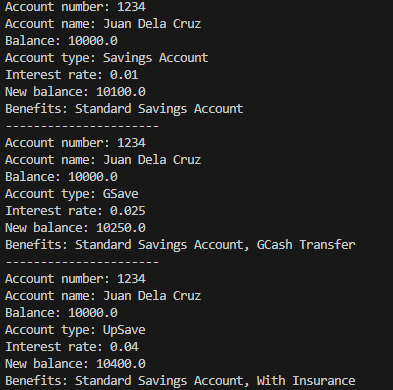 Account number: 1234
Account name: Juan Dela Cruz
Balance: 10000.0
Account type: Savings Account
Interest rate: 0.01
New balance: 10100.0
Benefits: Standard Savings Account
----------------------
Account number: 1234
Account name: Juan Dela Cruz
Balance: 10000.0
Account type: GSave
Interest rate: 0.025
New balance: 10250.0
Benefits: Standard Savings Account, GCash Transfer
----------------------
Account number: 1234
Account name: Juan Dela Cruz
Balance: 10000.0
Account type: UpSave
Interest rate: 0.04
New balance: 10400.0
Benefits: Standard Savings Account, With Insurance